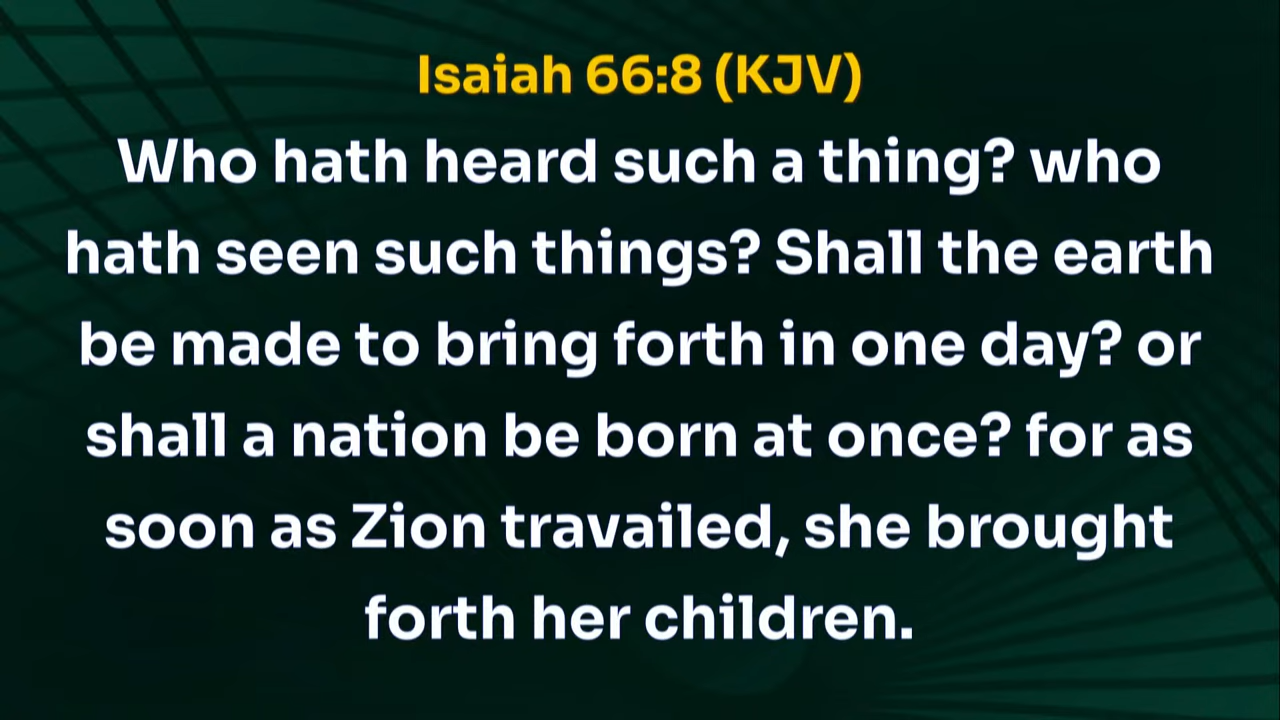 Isaiah 66:8 (KJV)
Who hath heard such a thing? who
hath seen such things? Shall the earth
be made to bring forth in one day? or
shall a nation be born at once? for as
soon as Zion travailed, she brought
forth her children.